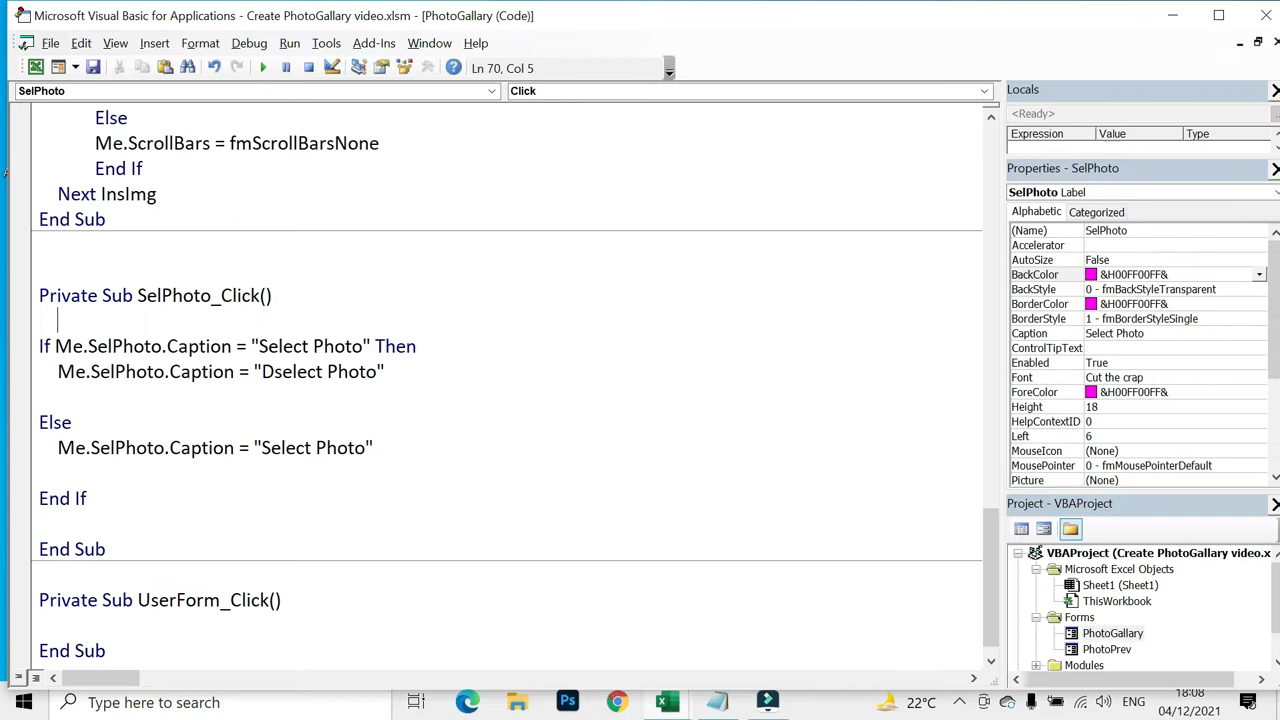 Microsoft Visual Basic for Applications - Create PhotoGallary video.xlsm - [PhotoGallary (Code)]
File Edit View Insert Format Debug Run Tools Add-Ins Window Help
Ln 70, Col 5
SelPhoto Click
Else
Me.ScrollBars = fmScrollBarsNone
End If
Next InsImg
End Sub
Private Sub SelPhoto_Click()
If Me.SelPhoto.Caption = "Select Photo" Then
Me.SelPhoto.Caption = "Dselect Photo"
Else
Me.SelPhoto.Caption = "Select Photo"
End If
End Sub
Private Sub UserForm_Click()
End Sub
Locals
<Ready>
Expression Value Type
Properties - SelPhoto
SelPhoto Label
Alphabetic Categorized
(Name) SelPhoto
Accelerator
AutoSize False
BackColor &H00FF00FF&
BackStyle 0 - fmBackStyleTransparent
BorderColor &H00FF00FF&
BorderStyle 1 - fmBorderStyleSingle
Caption Select Photo
ControlTipText
Enabled True
Font Cut the crap
ForeColor &H00FF00FF&
Height 18
HelpContextID 0
Left 6
MouseIcon (None)
MousePointer 0 - fmMousePointerDefault
Picture (None)
Project - VBAProject
VBAProject (Create PhotoGallary video.x
Microsoft Excel Objects
Sheet1 (Sheet1)
ThisWorkbook
Forms
PhotoGallary
PhotoPrev
Modules
Type here to search
Ps
22°C
ENG
18:08
04/12/2021